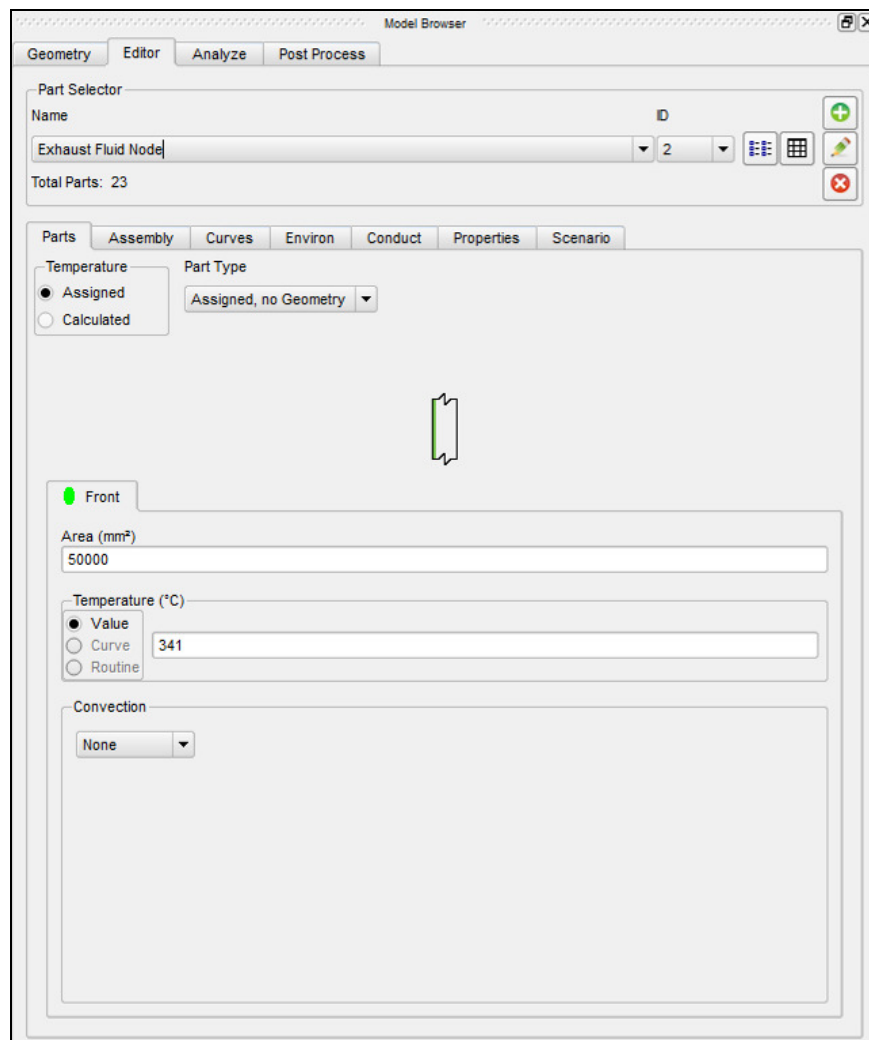 Model Browser
Geometry Editor Analyze Post Process
Part Selector
Name ID
Exhaust Fluid Node 2
Total Parts: 23
Parts Assembly Curves Environ Conduct Properties Scenario
Temperature Part Type
Assigned Assigned, no Geometry
Calculated
Front
Area (mm²)
50000
Temperature (°C)
Value
Curve 341
Routine
Convection
None